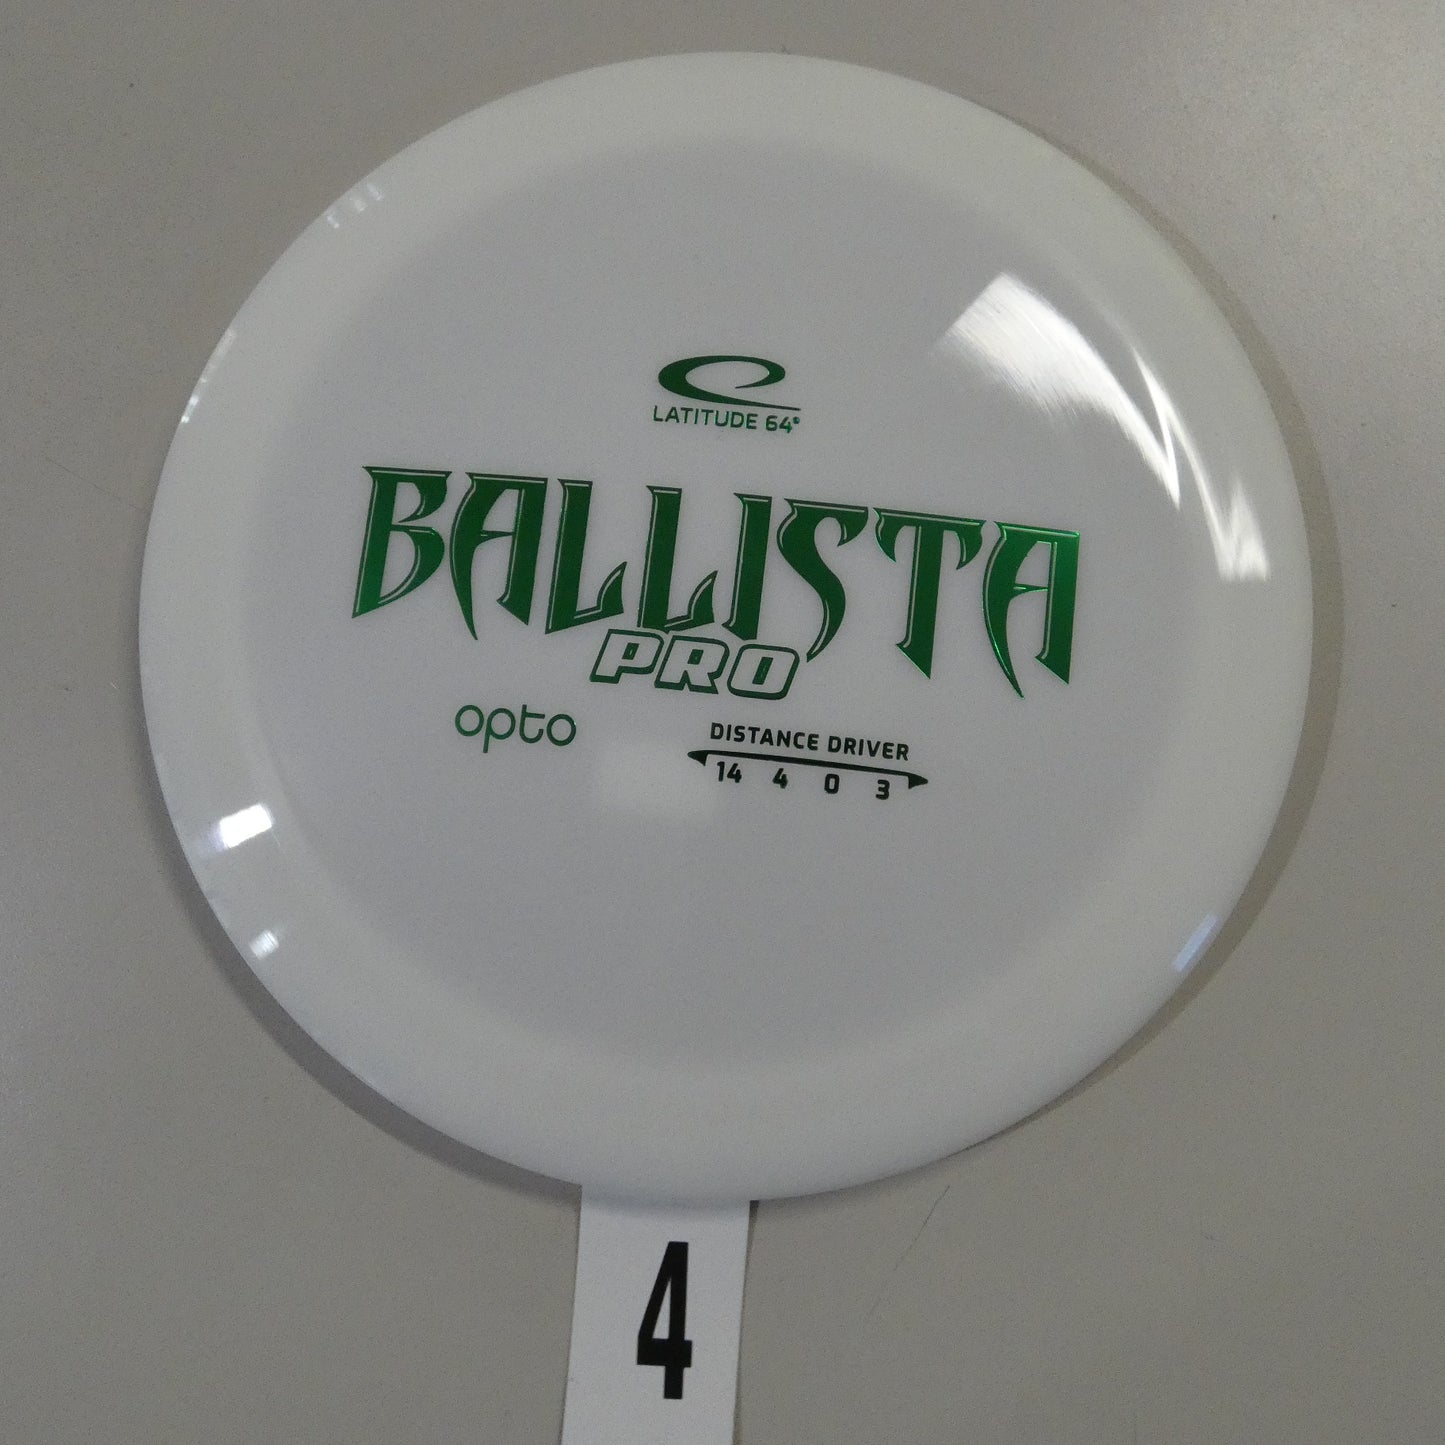 LATITUDE 64°
BALLISTA
PRO
opto
DISTANCE DRIVER
14 4 0 3
4